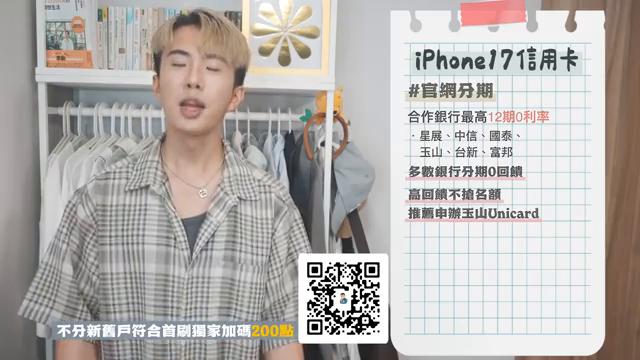 iPhone17信用卡
#官網分期
合作銀行最高12期0利率
·星展、中信、國泰、
玉山、台新、富邦
多數銀行分期0回饋
高回饋不搶名額
推薦申辦玉山Unicard
不分新舊戶符合首刷獨家加碼200點